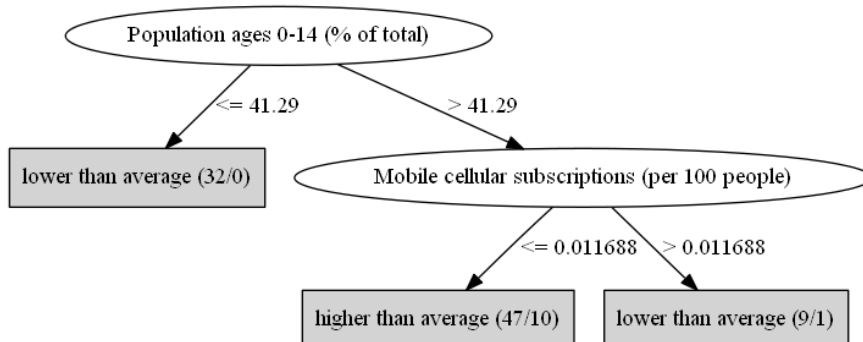 Population ages 0-14 (% of total)
<= 41.29
> 41.29
lower than average (32/0)
Mobile cellular subscriptions (per 100 people)
<= 0.011688
> 0.011688
higher than average (47/10)
lower than average (9/1)